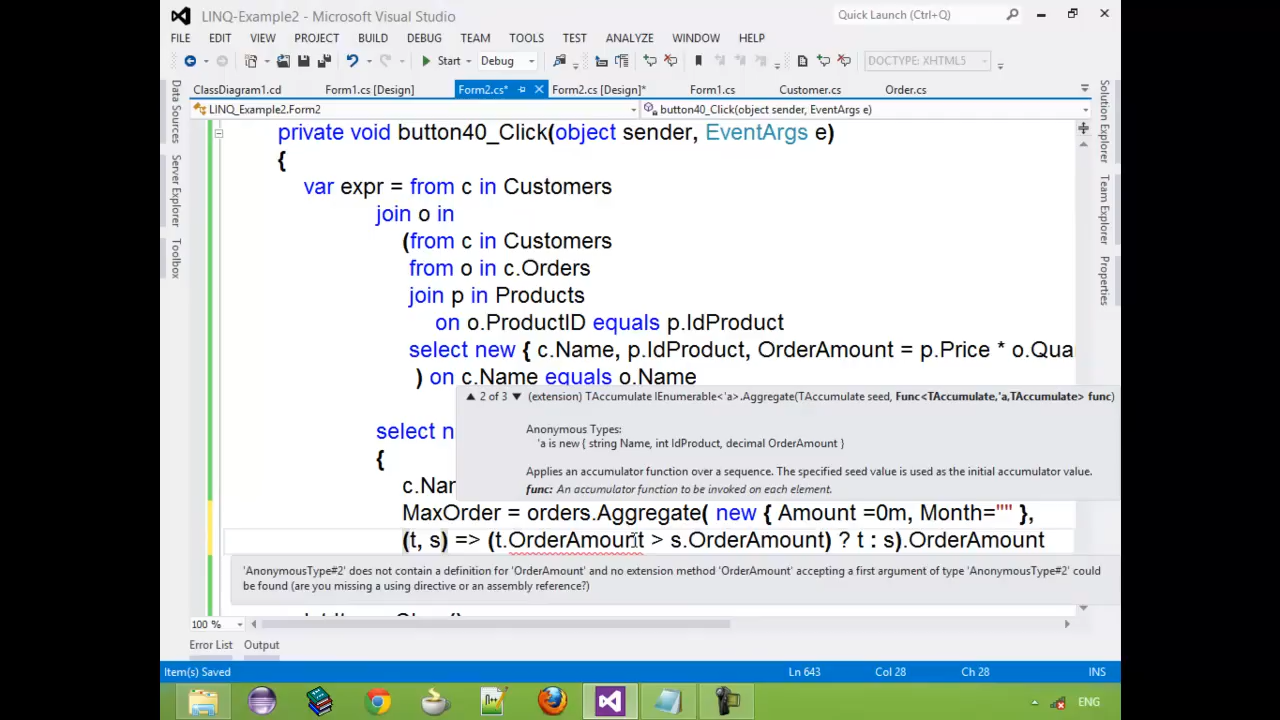 LINQ-Example2 - Microsoft Visual Studio
Quick Launch (Ctrl+Q)
FILE EDIT VIEW PROJECT BUILD DEBUG TEAM TOOLS TEST ANALYZE WINDOW HELP
Start Debug DOCTYPE: XHTML5
ClassDiagram1.cd Form1.cs [Design] Form2.cs* Form2.cs [Design]* Form1.cs Customer.cs Order.cs
LINQ_Example2.Form2 button40_Click(object sender, EventArgs e)
Data Sources
Server Explorer
Toolbox
Solution Explorer
Team Explorer
Properties
private void button40_Click(object sender, EventArgs e)
{
var expr = from c in Customers
join o in
(from c in Customers
from o in c.Orders
join p in Products
on o.ProductID equals p.IdProduct
select new { c.Name, p.IdProduct, OrderAmount = p.Price * o.Qua
) on c.Name equals o.Name
2 of 3 (extension) TAccumulate IEnumerable<'a>.Aggregate(TAccumulate seed, Func<TAccumulate,'a,TAccumulate> func)
Anonymous Types:
'a is new { string Name, int IdProduct, decimal OrderAmount }
Applies an accumulator function over a sequence. The specified seed value is used as the initial accumulator value.
func: An accumulator function to be invoked on each element.
select n
{
c.Nar
MaxOrder = orders.Aggregate( new { Amount =0m, Month="" },
(t, s) => (t.OrderAmount > s.OrderAmount) ? t : s).OrderAmount
'AnonymousType#2' does not contain a definition for 'OrderAmount' and no extension method 'OrderAmount' accepting a first argument of type 'AnonymousType#2' could
be found (are you missing a using directive or an assembly reference?)
100 %
Error List Output
Item(s) Saved Ln 643 Col 28 Ch 28 INS
ENG